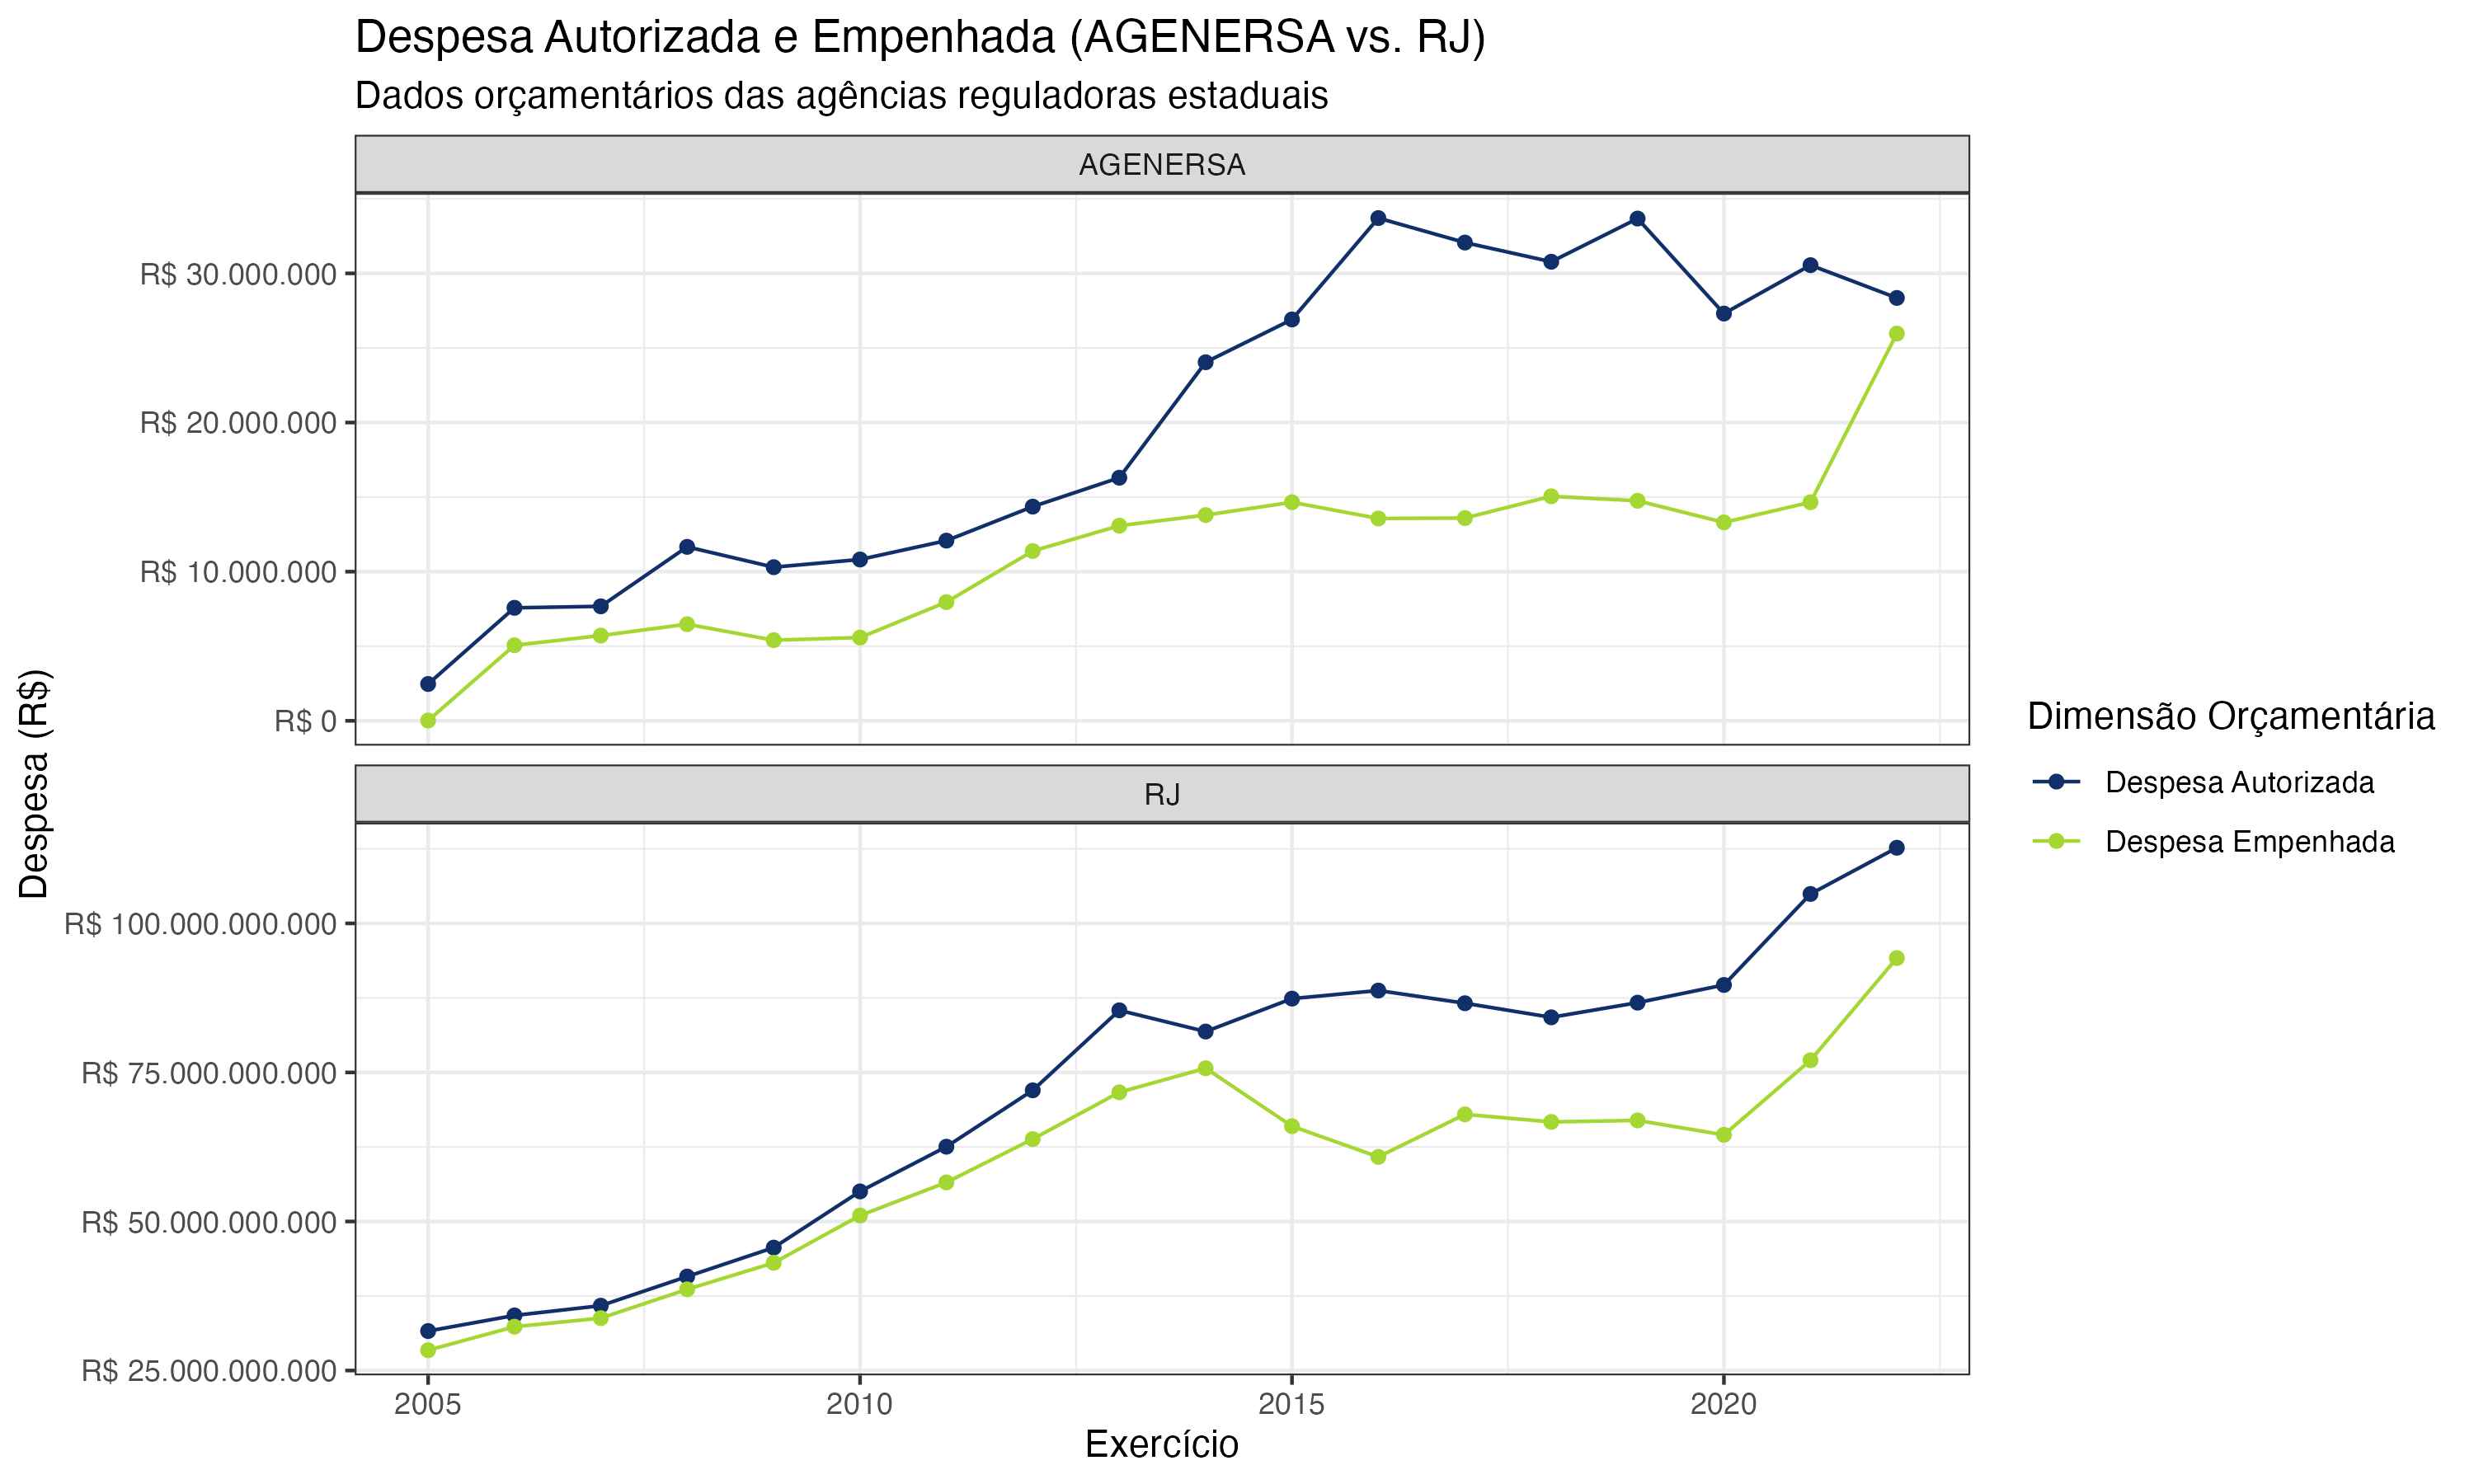 Despesa Autorizada e Empenhada (AGENERSA vs. RJ)
Dados orçamentários das agências reguladoras estaduais
AGENERSA
R$ 30.000.000
R$ 20.000.000
R$ 10.000.000
R$ 0
Despesa (R$)
RJ
R$ 100.000.000.000
R$ 75.000.000.000
R$ 50.000.000.000
R$ 25.000.000.000
2005 2010 2015 2020
Exercício
Dimensão Orçamentária
Despesa Autorizada
Despesa Empenhada